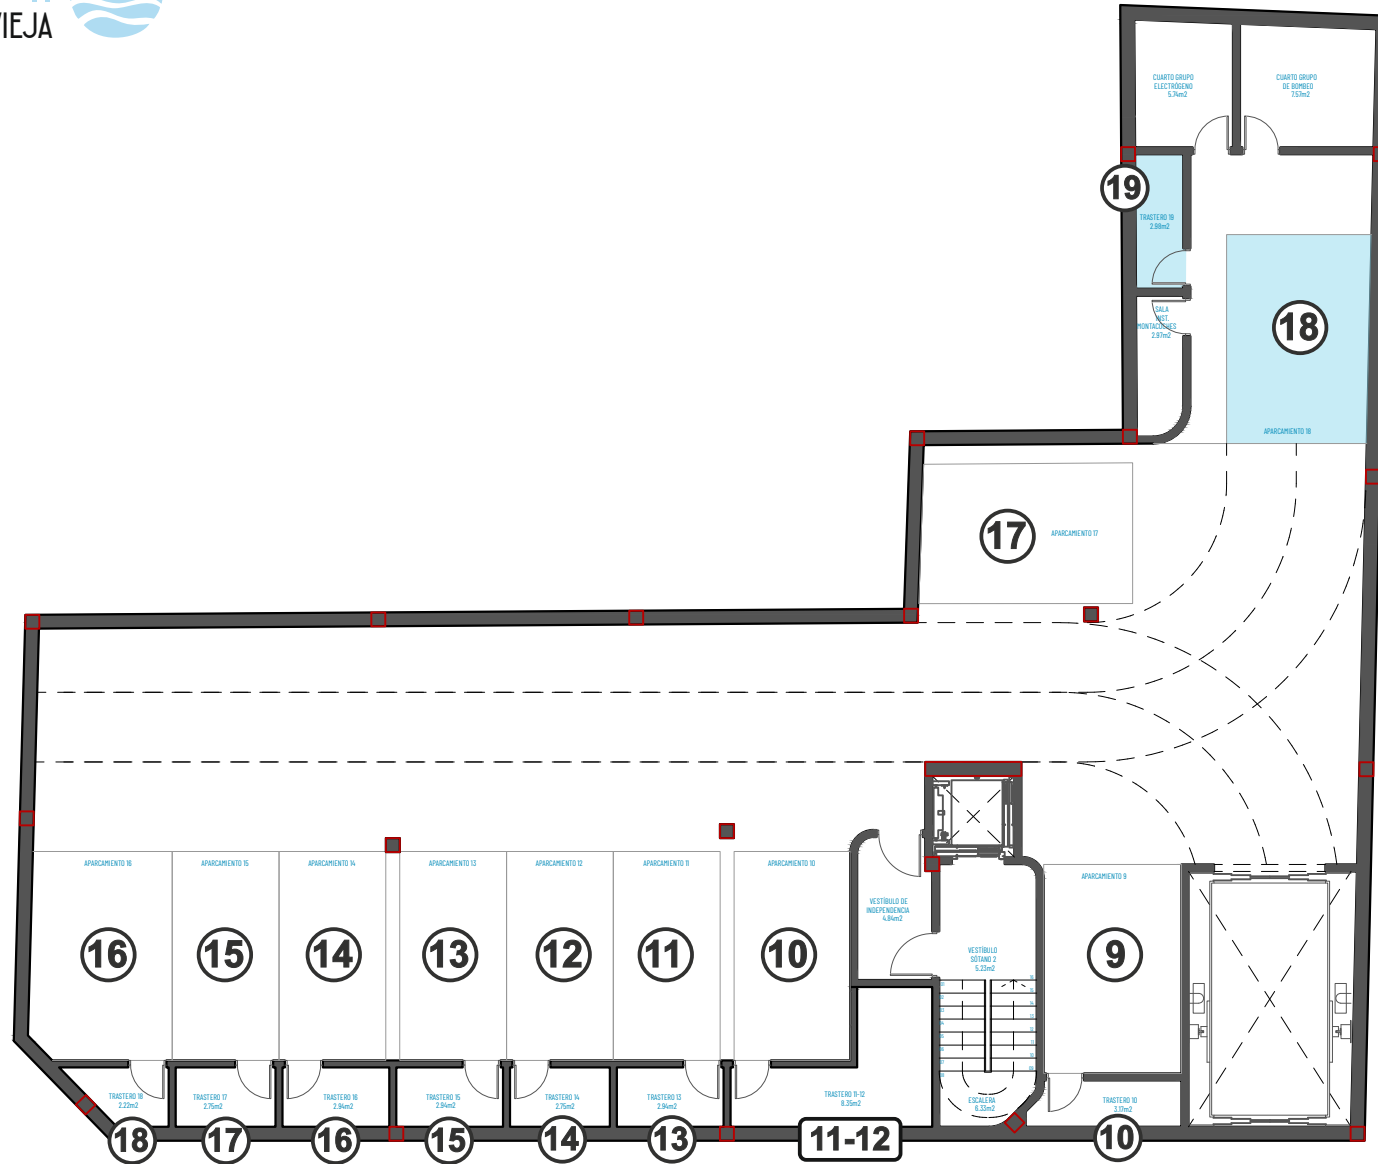 VIEJA
CUARTO GRUPO
ELECTRÓGENO
5.74m2
CUARTO GRUPO
DE BOMBEO
7.57m2
19
TRASTERO 19
2.98m2
SALA
INST.
MONTACOCHES
2.97m2
18
APARCAMIENTO 18
17
APARCAMIENTO 17
APARCAMIENTO 16
APARCAMIENTO 15
APARCAMIENTO 14
APARCAMIENTO 13
APARCAMIENTO 12
APARCAMIENTO 11
APARCAMIENTO 10
APARCAMIENTO 9
VESTÍBULO DE
INDEPENDENCIA
4.84m2
16
15
14
13
12
11
10
9
VESTÍBULO
SÓTANO 2
5.23m2
TRASTERO 18
2.22m2
TRASTERO 17
2.75m2
TRASTERO 16
2.94m2
TRASTERO 15
2.94m2
TRASTERO 14
2.75m2
TRASTERO 13
2.94m2
TRASTERO 11-12
8.35m2
ESCALERA
6.33m2
TRASTERO 10
3.17m2
18
17
16
15
14
13
11-12
10